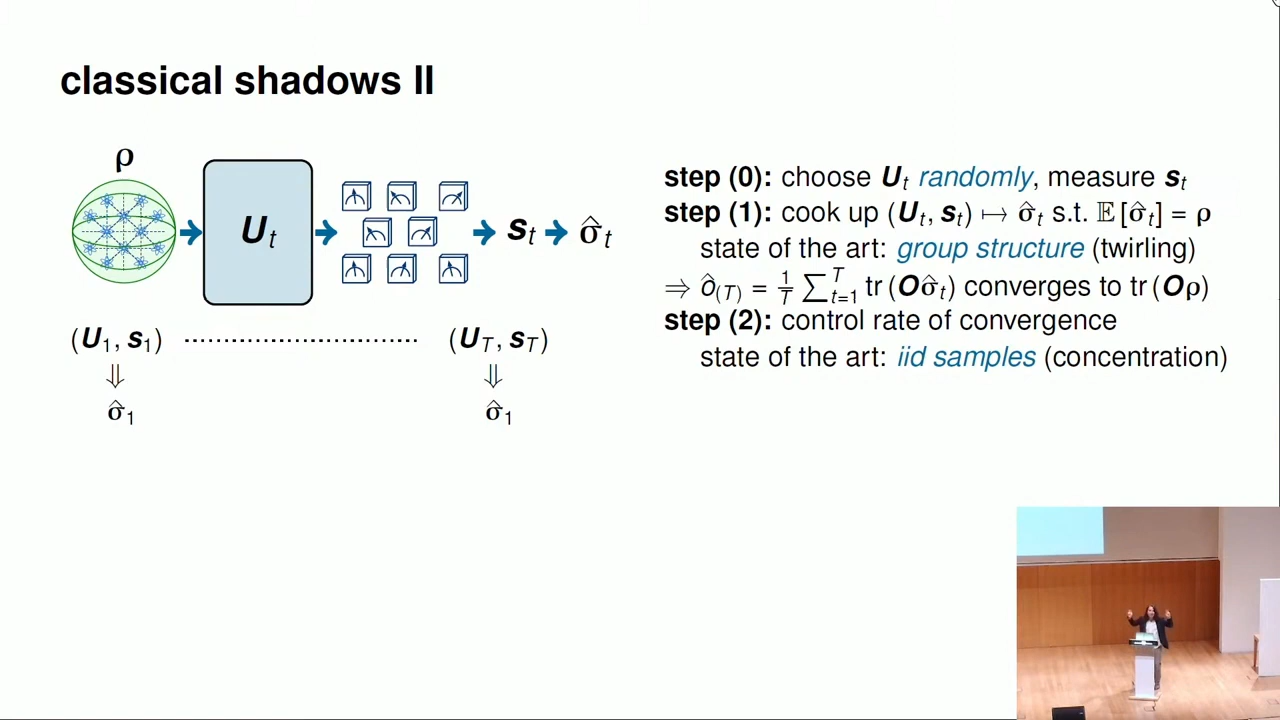 classical shadows II
ρ
U_t
s_t
σ̂_t
(U_1, s_1) .......................... (U_T, s_T)
⇓ ⇓
σ̂_1 σ̂_1
step (0): choose U_t randomly, measure s_t
step (1): cook up (U_t, s_t) ↦ σ̂_t s.t. 𝔼[σ̂_t] = ρ
state of the art: group structure (twirling)
⇒ ô_(T) = 1/T ∑_{t=1}^T tr(Oσ̂_t) converges to tr(Oρ)
step (2): control rate of convergence
state of the art: iid samples (concentration)